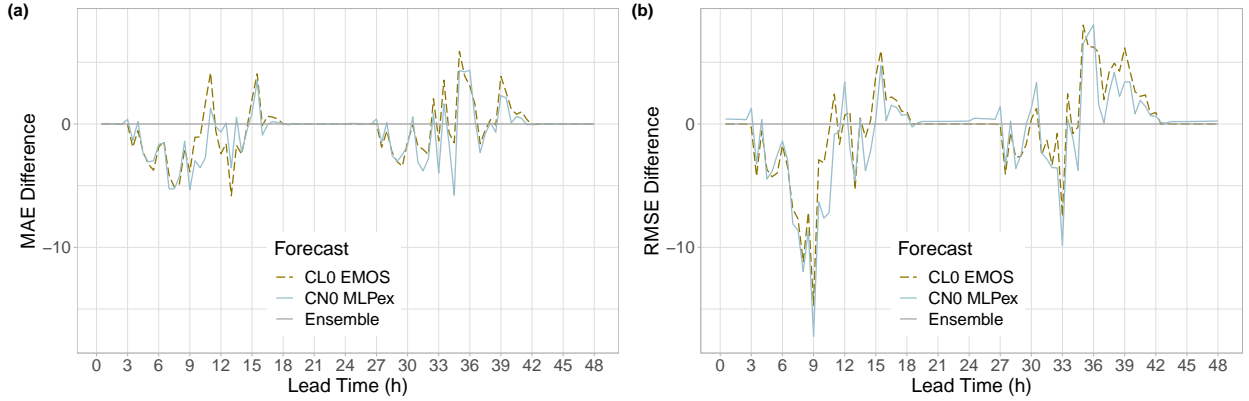 (a)
MAE Difference
0
−10
Forecast
CL0 EMOS
CN0 MLPex
Ensemble
0 3 6 9 12 15 18 21 24 27 30 33 36 39 42 45 48
Lead Time (h)
(b)
RMSE Difference
0
−10
Forecast
CL0 EMOS
CN0 MLPex
Ensemble
0 3 6 9 12 15 18 21 24 27 30 33 36 39 42 45 48
Lead Time (h)